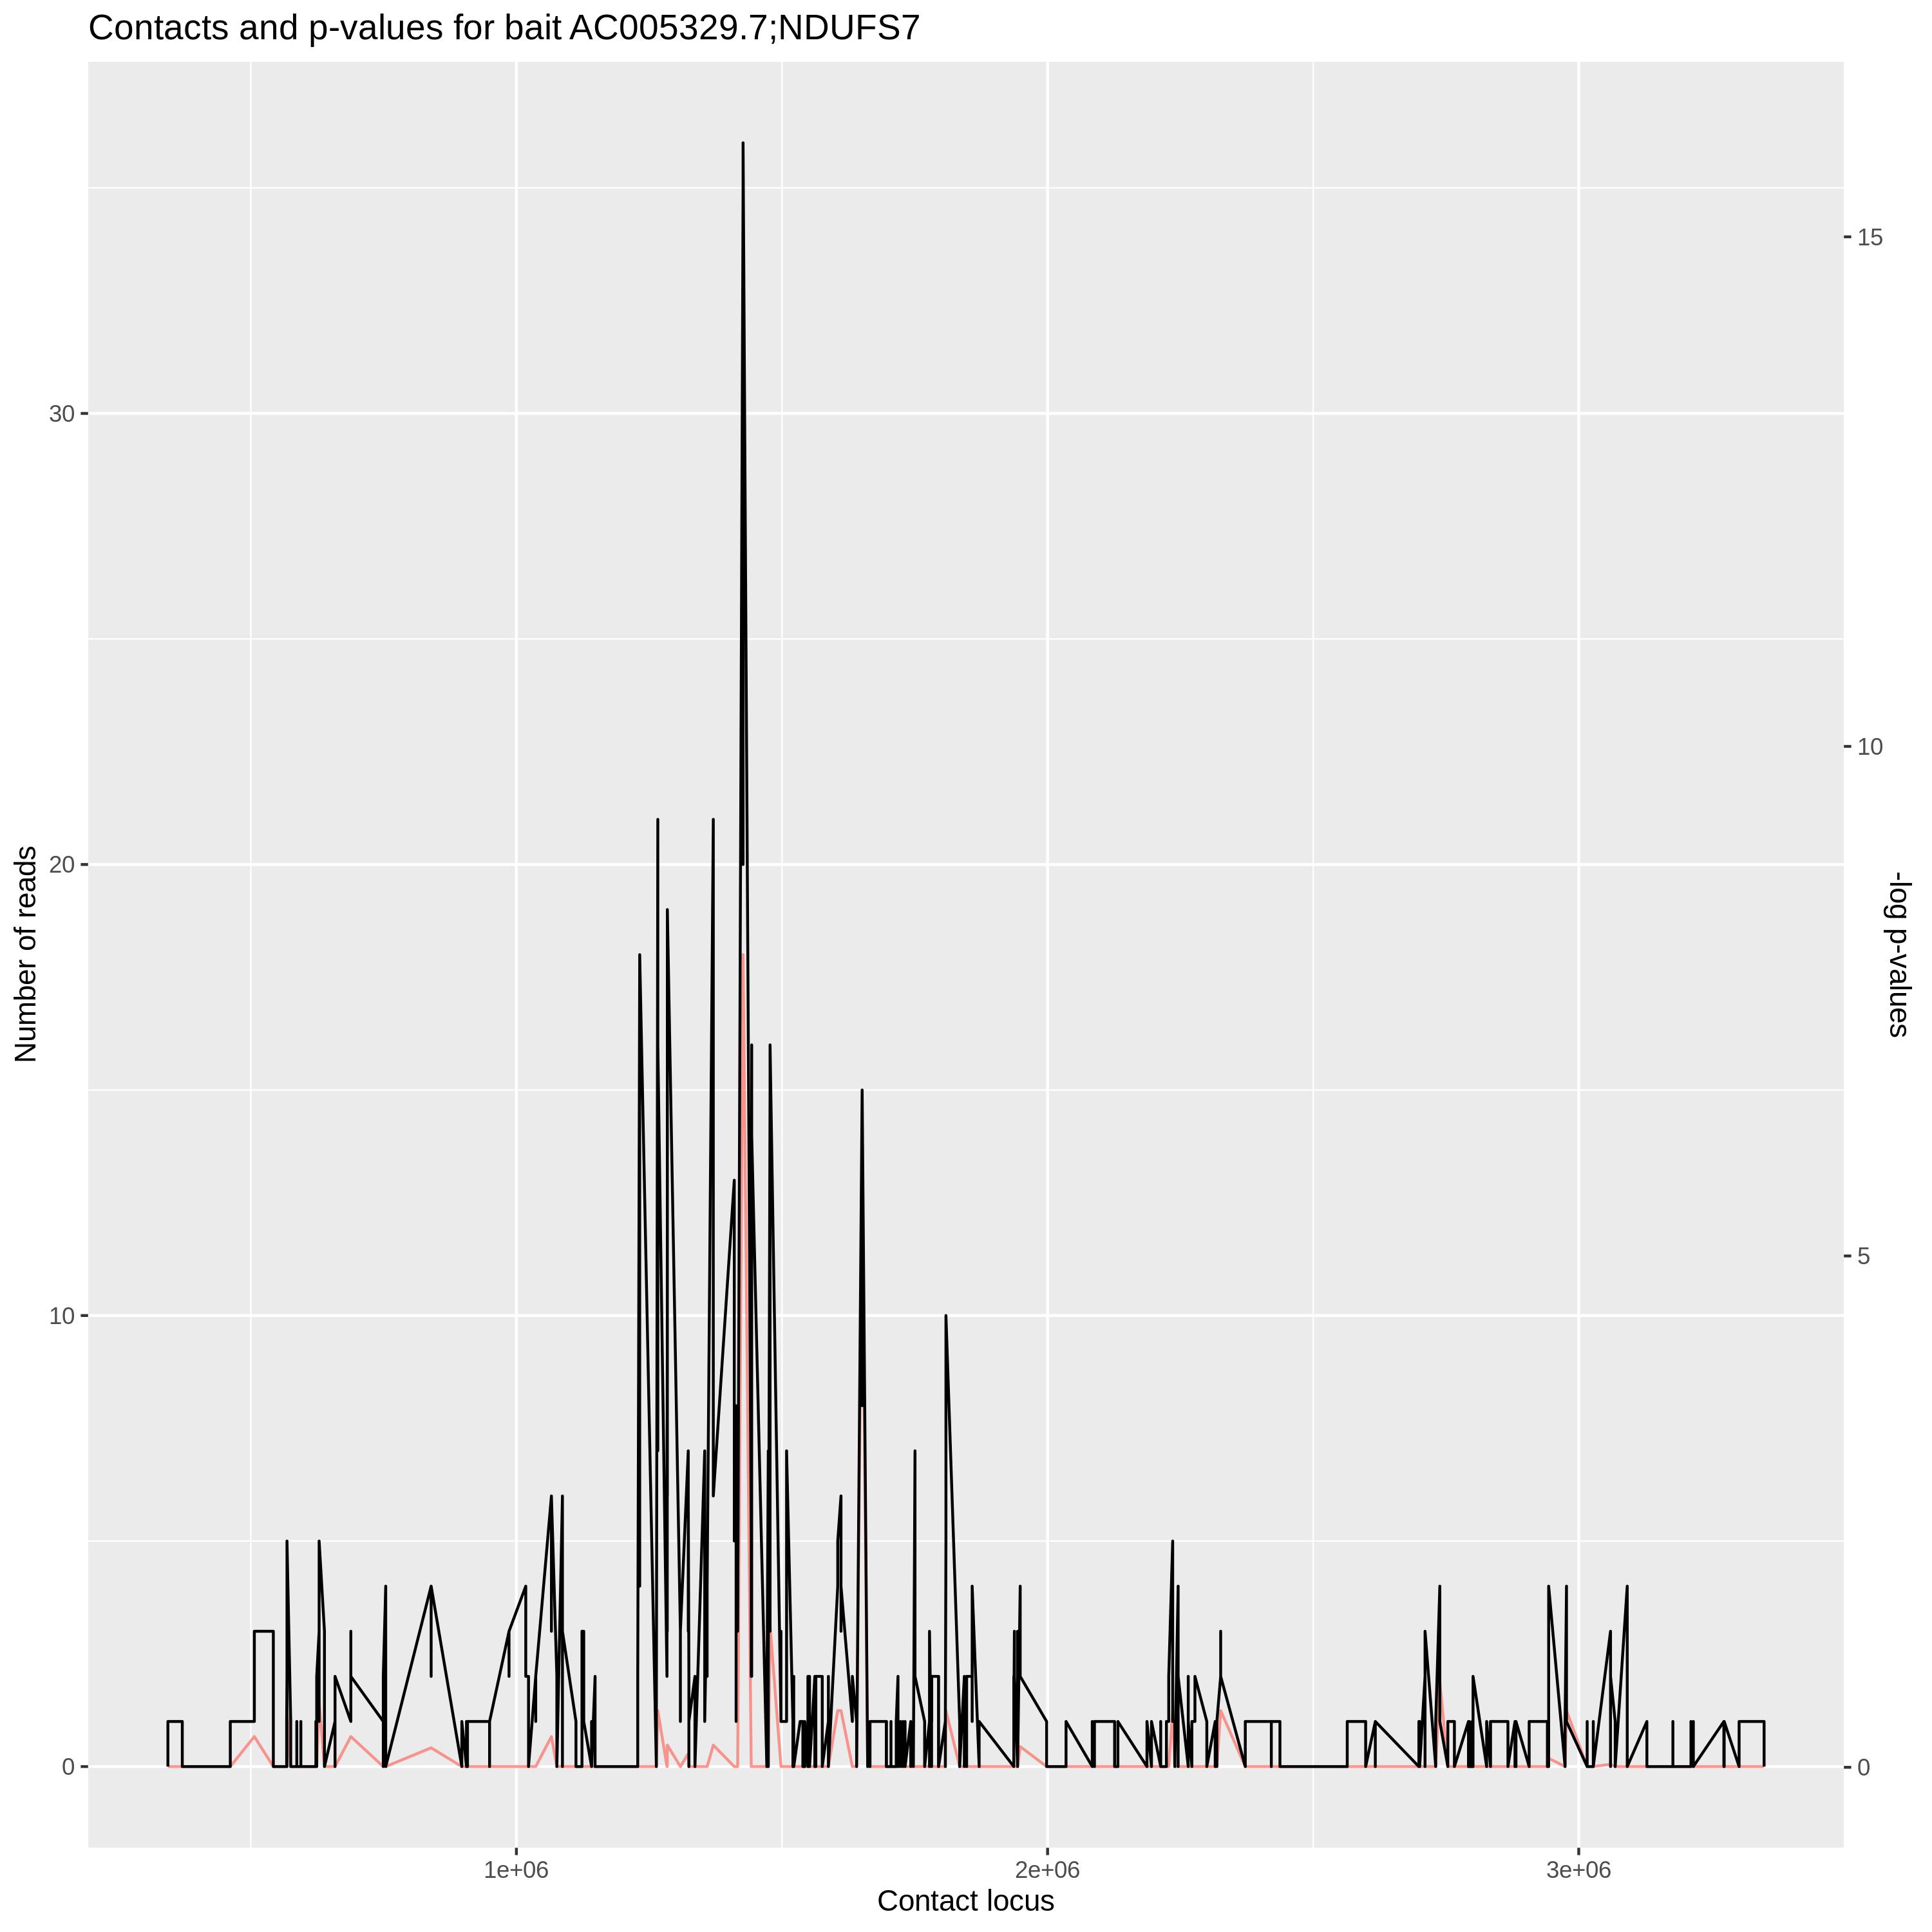 Contacts and p-values for bait AC005329.7;NDUFS7
Number of reads
30
20
10
0
15
10
5
0
-log p-values
1e+06
2e+06
3e+06
Contact locus